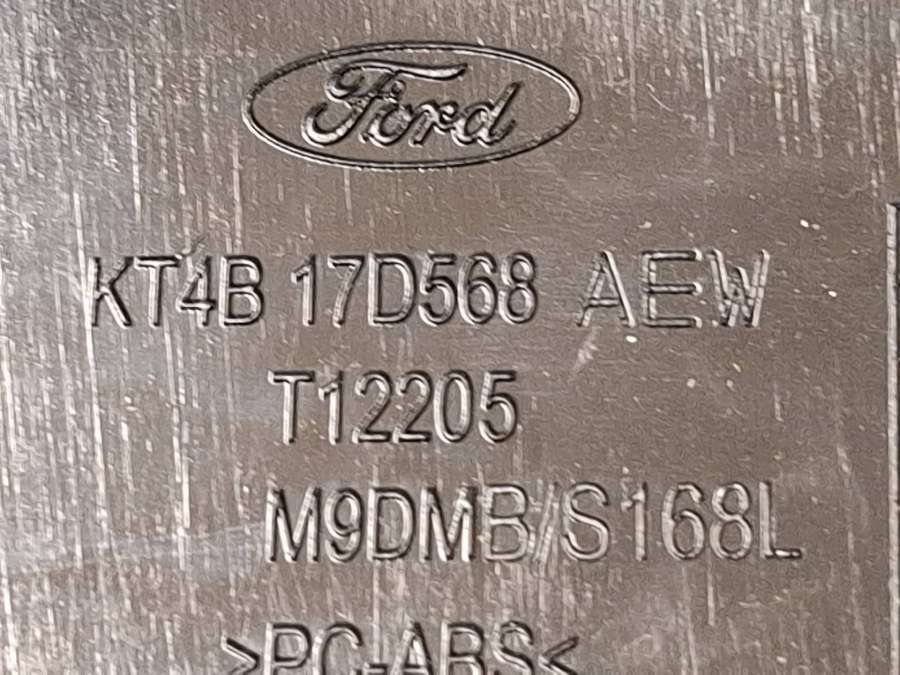 Ford
KT4B 17D568 AEW
T12205
M9DMB/S168L
>PC-ABS<